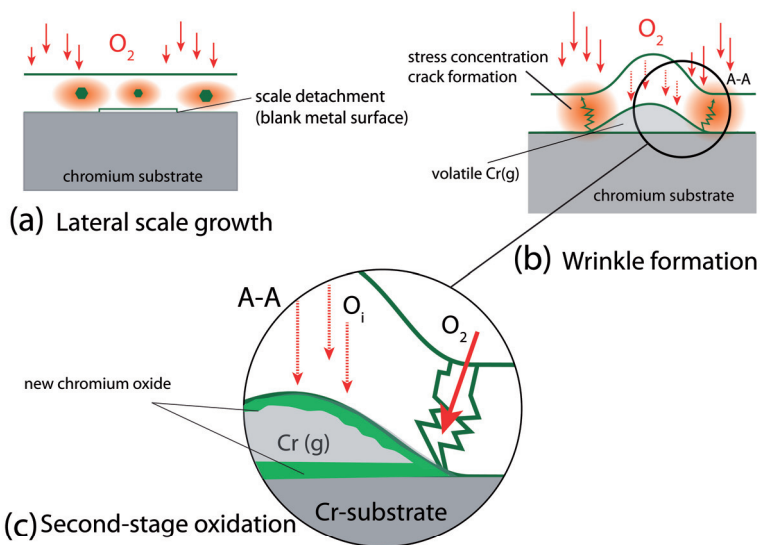 O2
scale detachment
(blank metal surface)
chromium substrate
(a) Lateral scale growth
O2
stress concentration
crack formation
A-A
volatile Cr(g)
chromium substrate
(b) Wrinkle formation
A-A
Oi
O2
new chromium oxide
Cr (g)
Cr-substrate
(c) Second-stage oxidation